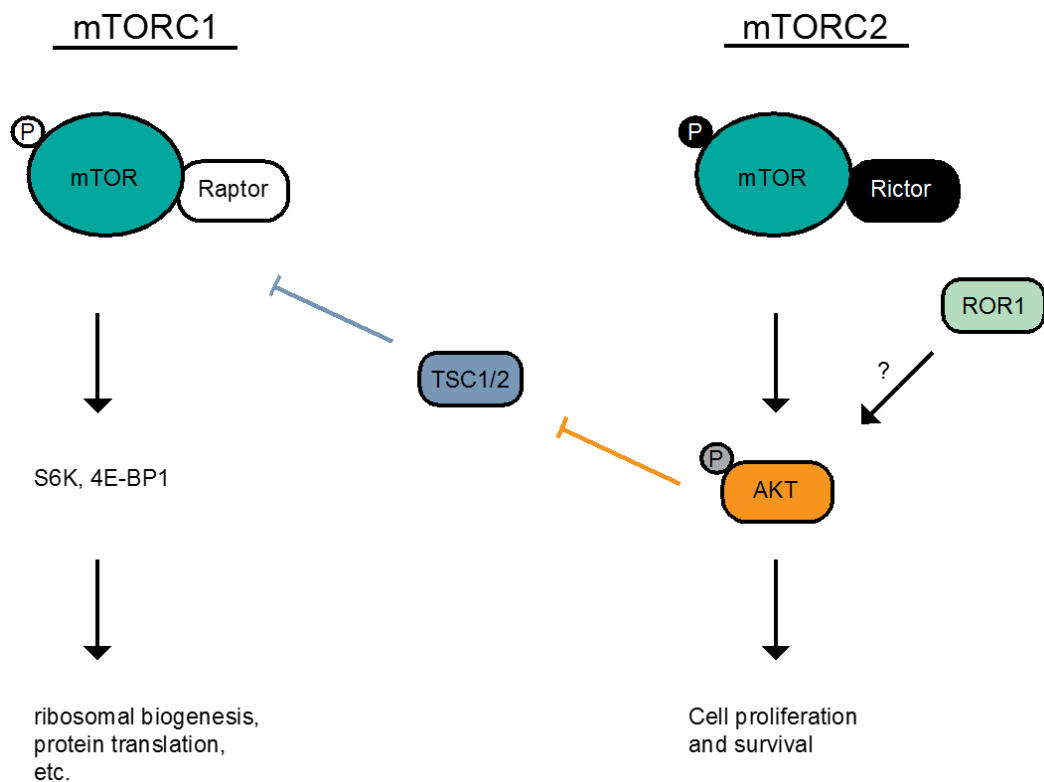 mTORC1
mTORC2
P
mTOR
Raptor
P
mTOR
Rictor
ROR1
?
TSC1/2
P
AKT
S6K, 4E-BP1
ribosomal biogenesis,
protein translation,
etc.
Cell proliferation
and survival